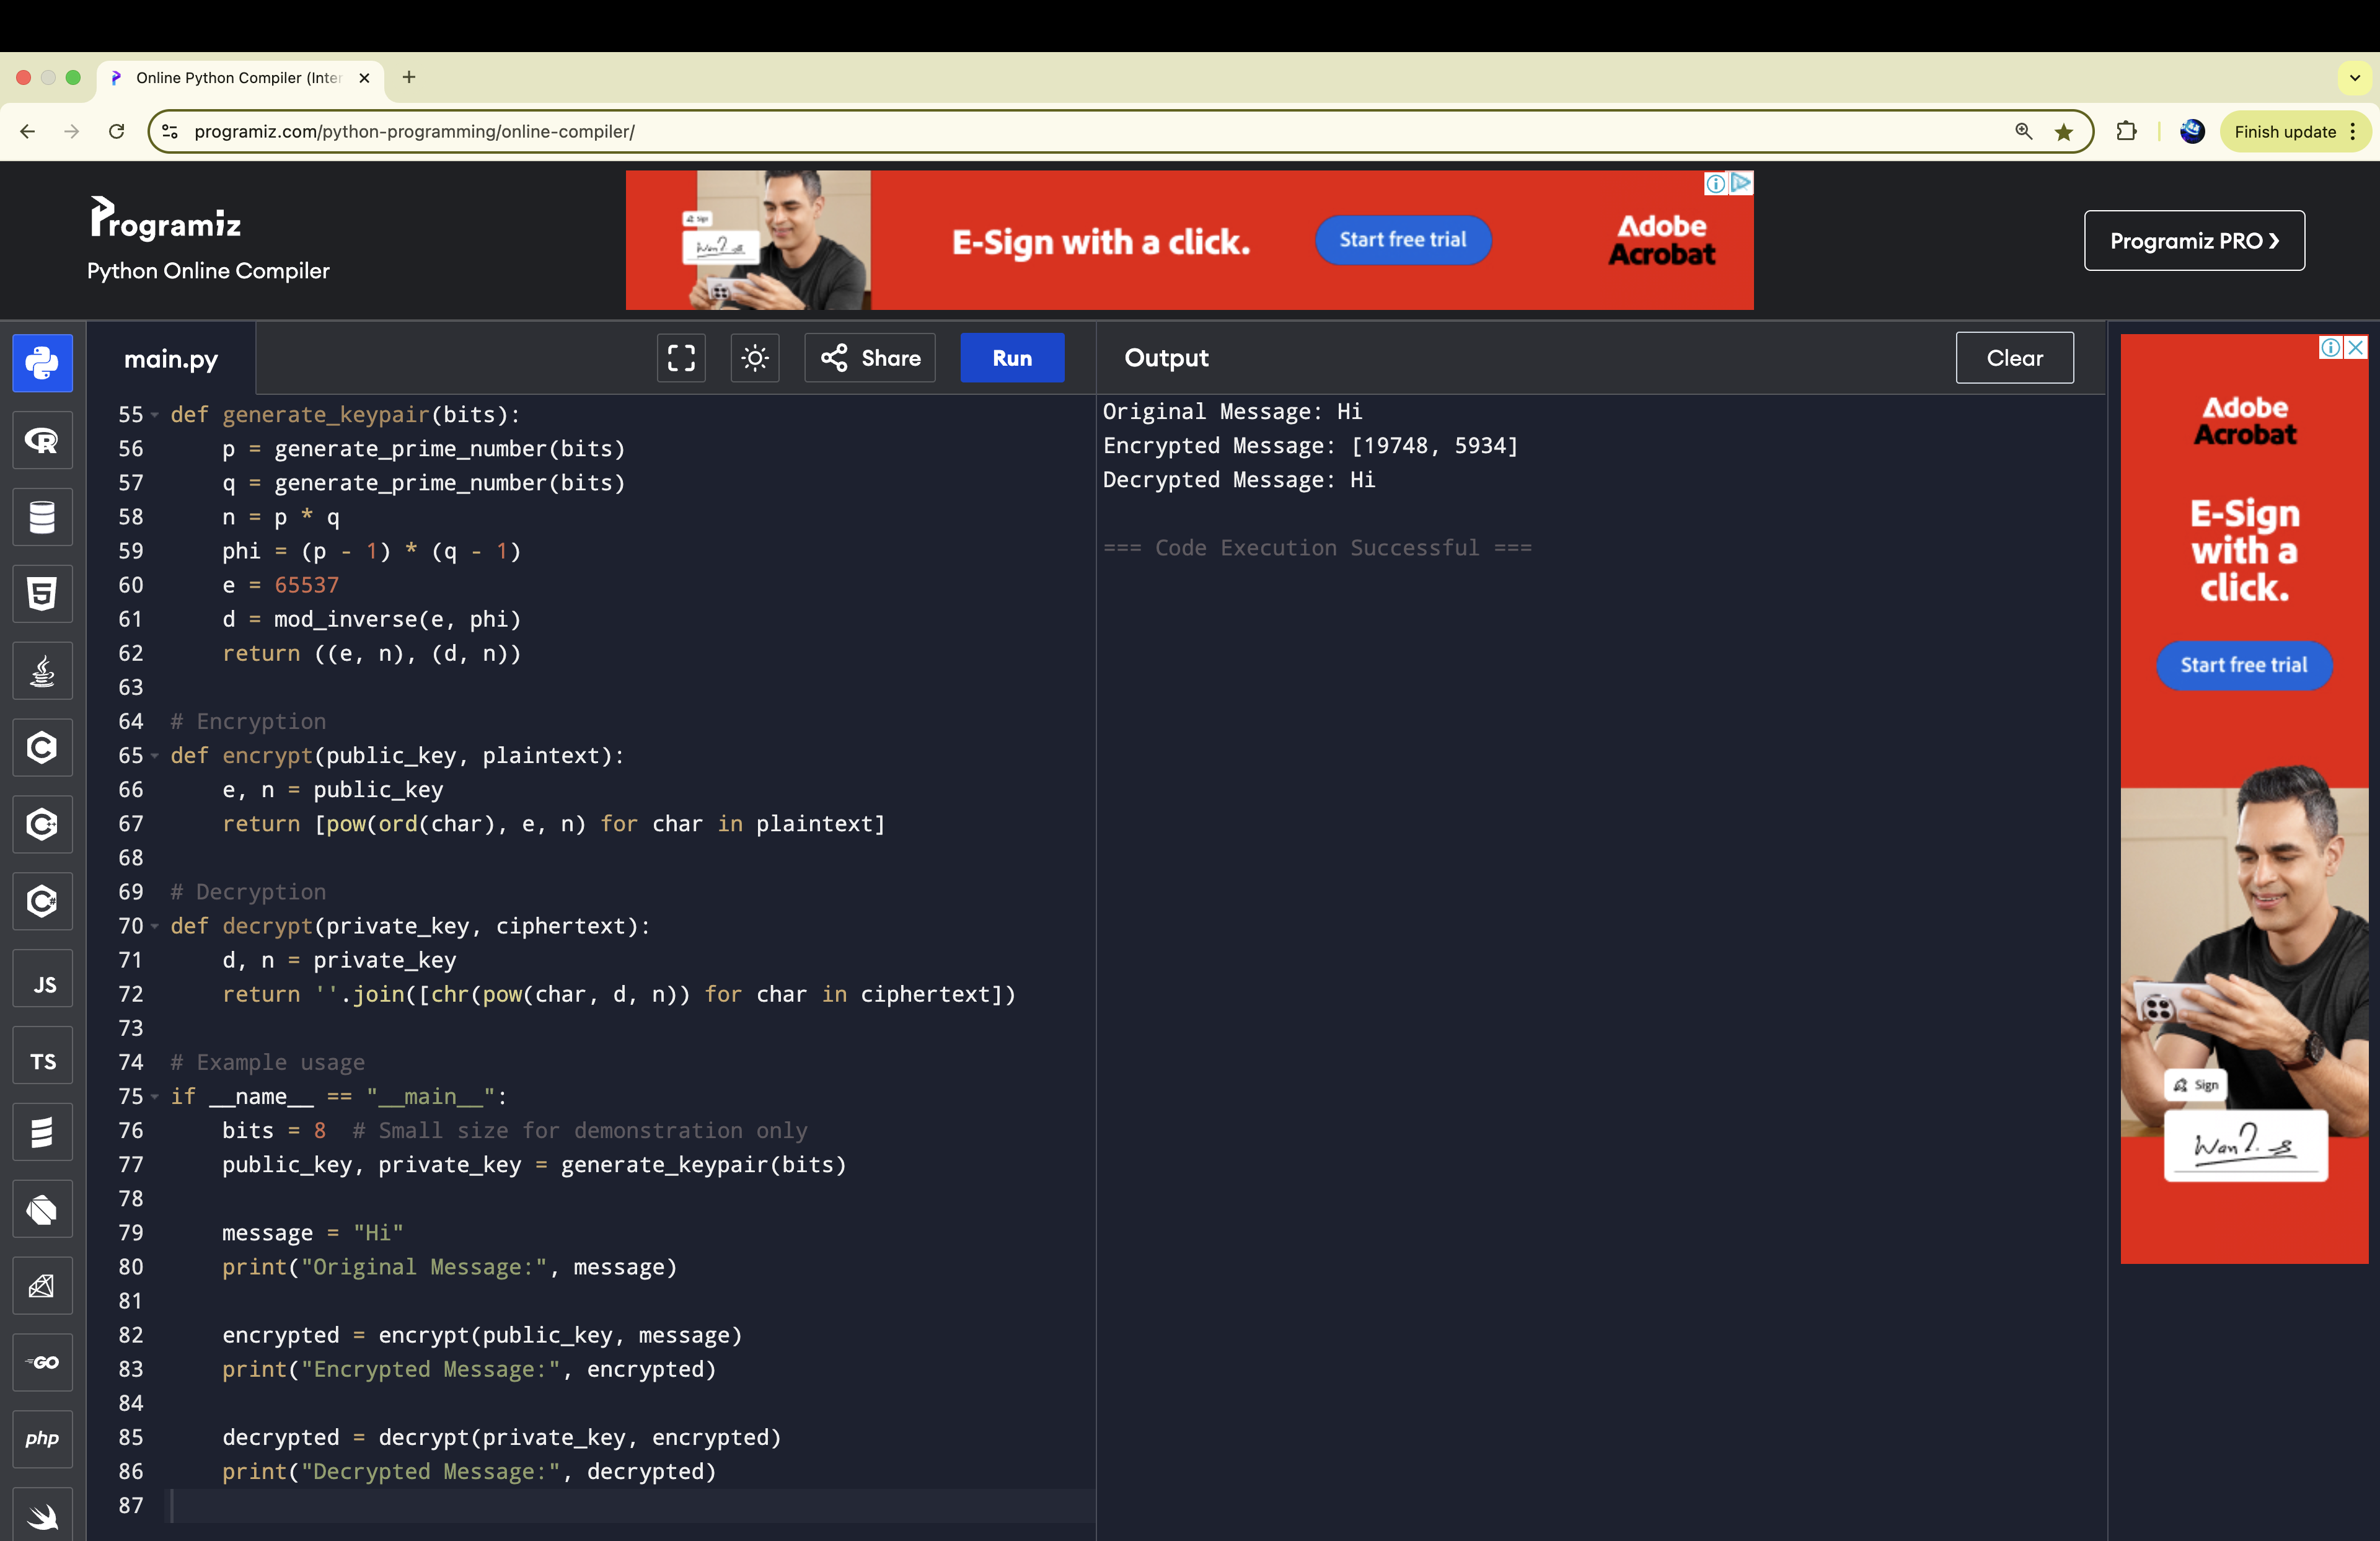 Online Python Compiler (Inter
programiz.com/python-programming/online-compiler/
Finish update
Programiz
Python Online Compiler
Sign
E-Sign with a click.
Start free trial
Adobe
Acrobat
Programiz PRO ❯
main.py
Share
Run
Output
Clear
55 def generate_keypair(bits):
56     p = generate_prime_number(bits)
57     q = generate_prime_number(bits)
58     n = p * q
59     phi = (p - 1) * (q - 1)
60     e = 65537
61     d = mod_inverse(e, phi)
62     return ((e, n), (d, n))
63
64 # Encryption
65 def encrypt(public_key, plaintext):
66     e, n = public_key
67     return [pow(ord(char), e, n) for char in plaintext]
68
69 # Decryption
70 def decrypt(private_key, ciphertext):
71     d, n = private_key
72     return ''.join([chr(pow(char, d, n)) for char in ciphertext])
73
74 # Example usage
75 if __name__ == "__main__":
76     bits = 8  # Small size for demonstration only
77     public_key, private_key = generate_keypair(bits)
78
79     message = "Hi"
80     print("Original Message:", message)
81
82     encrypted = encrypt(public_key, message)
83     print("Encrypted Message:", encrypted)
84
85     decrypted = decrypt(private_key, encrypted)
86     print("Decrypted Message:", decrypted)
87
Original Message: Hi
Encrypted Message: [19748, 5934]
Decrypted Message: Hi
=== Code Execution Successful ===
JS
TS
GO
php
Adobe
Acrobat
E-Sign
with a
click.
Start free trial
Sign